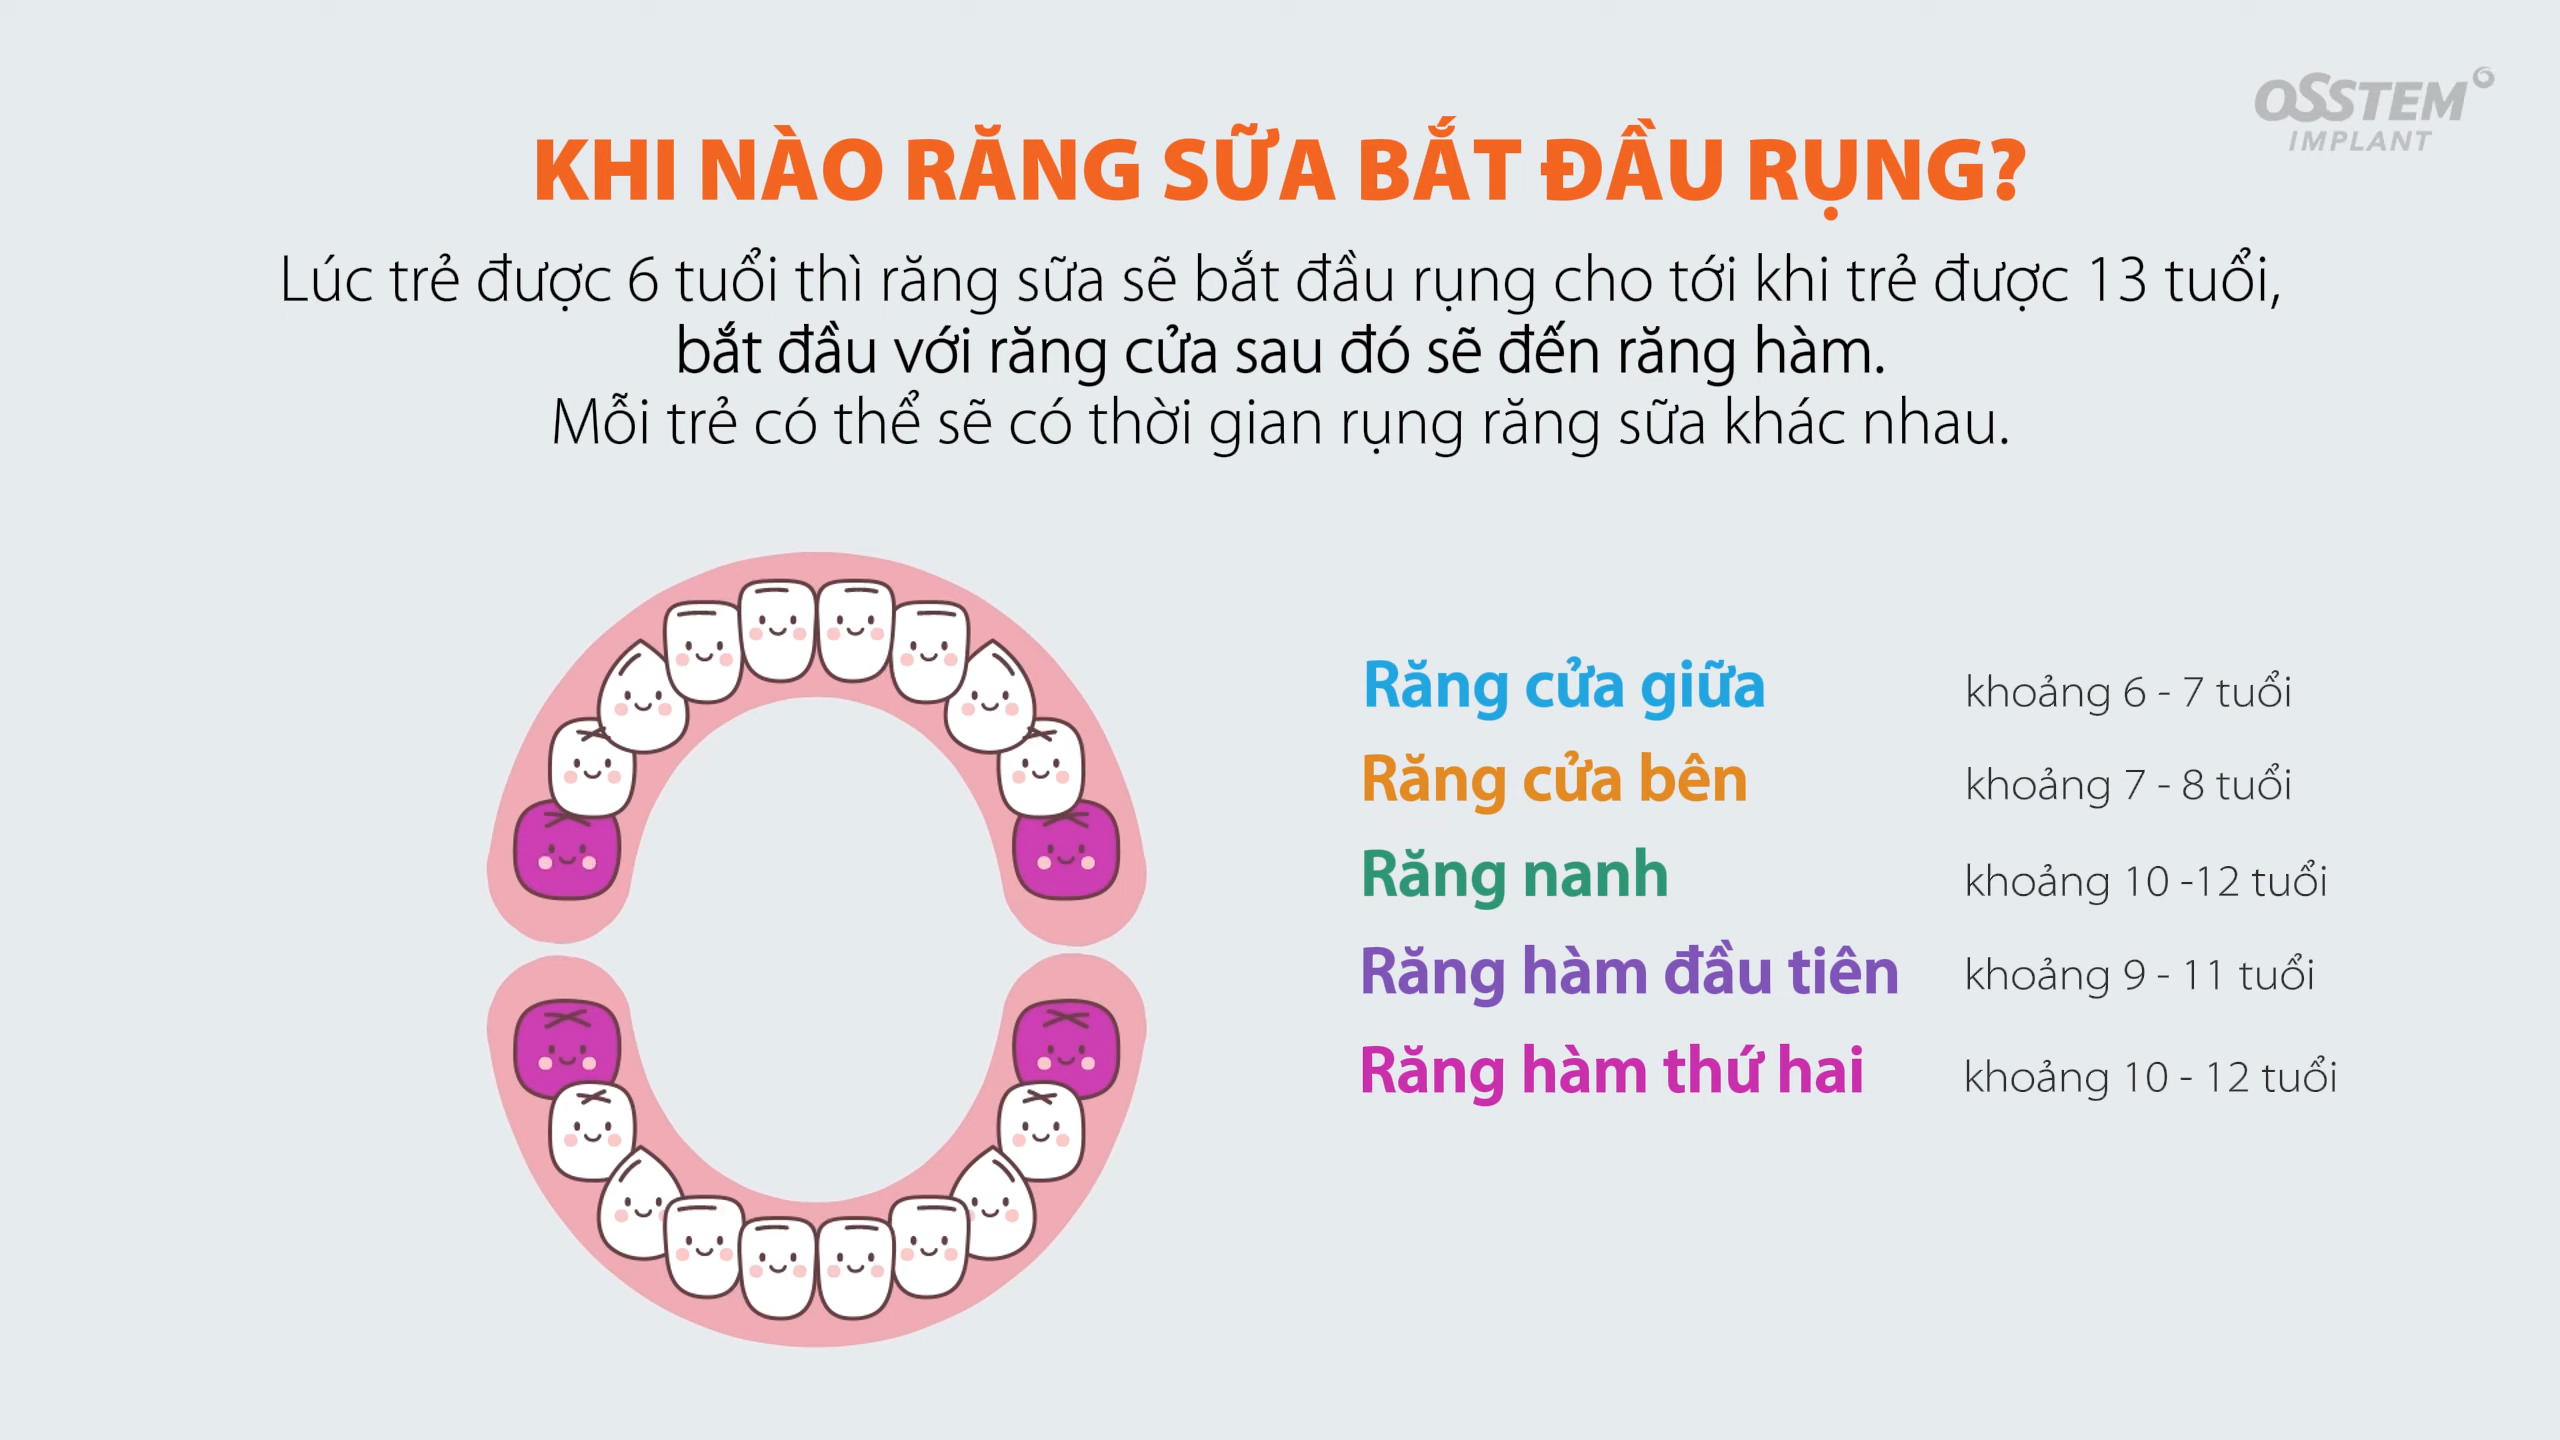 OSSTEM
IMPLANT
KHI NÀO RĂNG SỮA BẮT ĐẦU RỤNG?
Lúc trẻ được 6 tuổi thì răng sữa sẽ bắt đầu rụng cho tới khi trẻ được 13 tuổi,
bắt đầu với răng cửa sau đó sẽ đến răng hàm.
Mỗi trẻ có thể sẽ có thời gian rụng răng sữa khác nhau.
Răng cửa giữa khoảng 6 - 7 tuổi
Răng cửa bên khoảng 7 - 8 tuổi
Răng nanh khoảng 10 -12 tuổi
Răng hàm đầu tiên khoảng 9 - 11 tuổi
Răng hàm thứ hai khoảng 10 - 12 tuổi